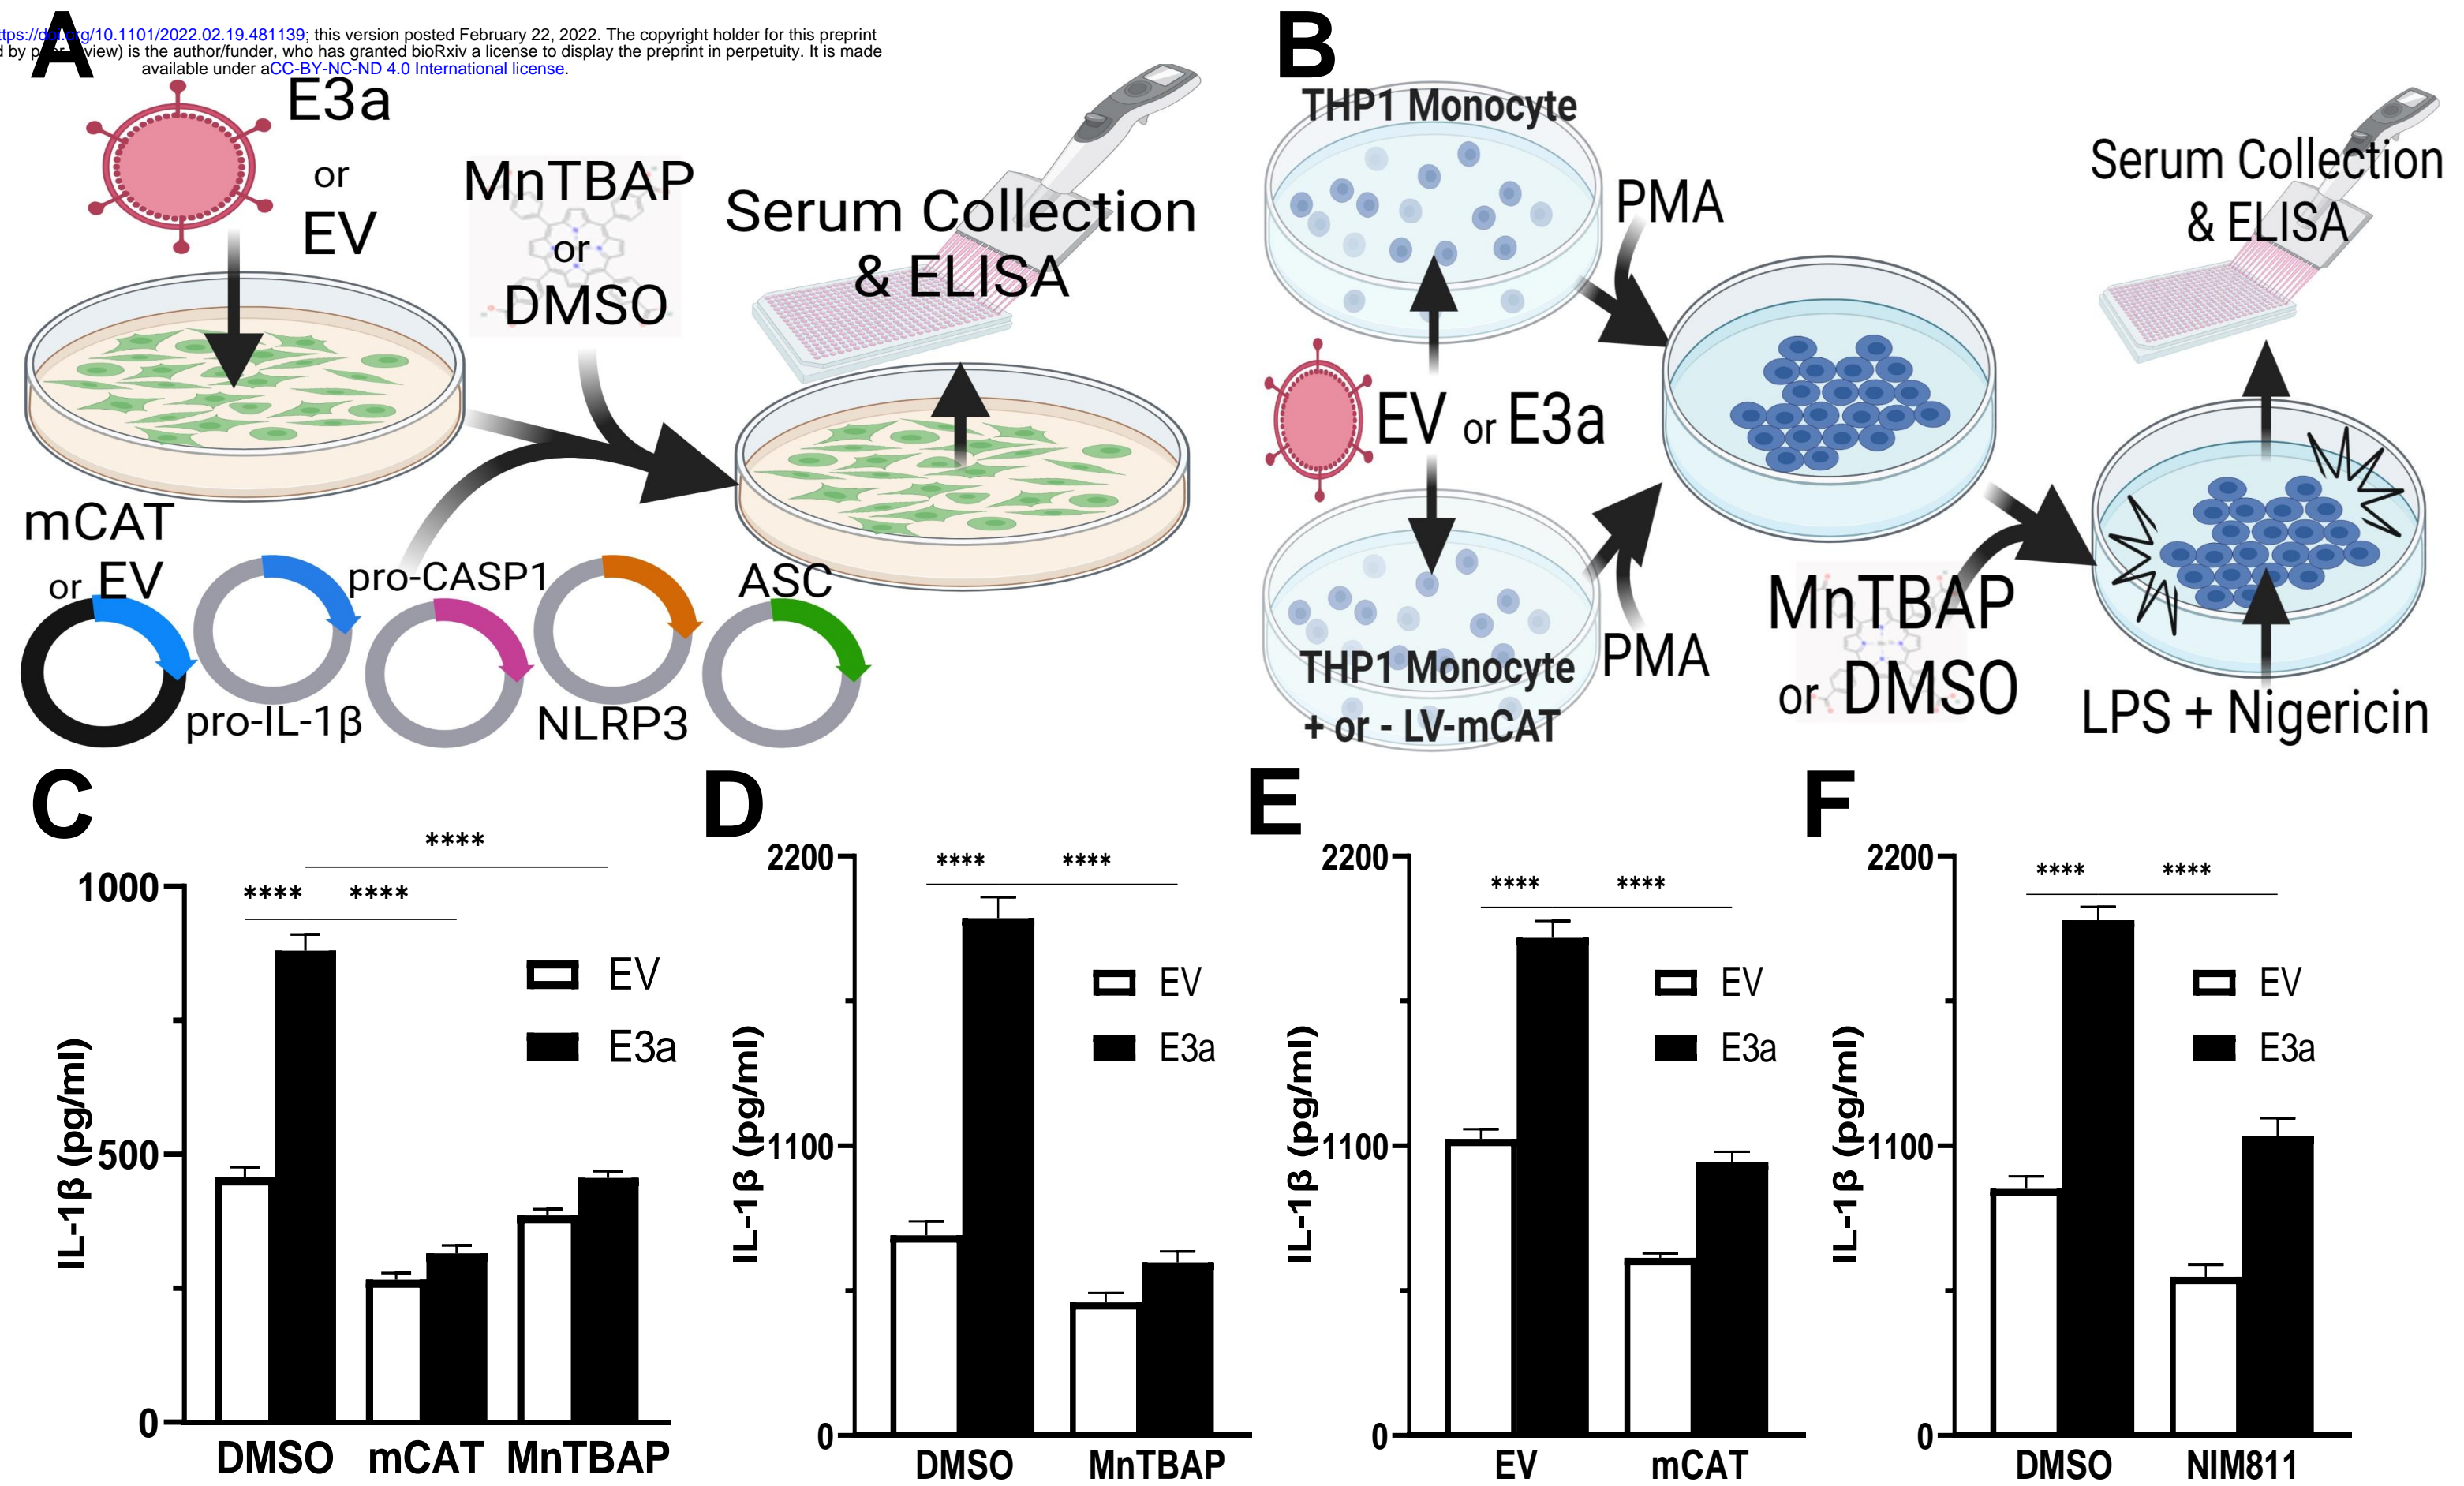 ttps://doi.org/10.1101/2022.02.19.481139; this version posted February 22, 2022. The copyright holder for this preprint
d by peer review) is the author/funder, who has granted bioRxiv a license to display the preprint in perpetuity. It is made
available under aCC-BY-NC-ND 4.0 International license.
A
E3a
or
EV
MnTBAP
or
DMSO
Serum Collection
& ELISA
mCAT
or EV
pro-IL-1β
pro-CASP1
NLRP3
ASC
B
THP1 Monocyte
PMA
EV or E3a
THP1 Monocyte
+ or - LV-mCAT
PMA
MnTBAP
or DMSO
Serum Collection
& ELISA
LPS + Nigericin
C
IL-1β (pg/ml)
1000
500
0
****
**** ****
EV
E3a
DMSO mCAT MnTBAP
D
IL-1β (pg/ml)
2200
1100
0
**** ****
EV
E3a
DMSO MnTBAP
E
IL-1β (pg/ml)
2200
1100
0
**** ****
EV
E3a
EV mCAT
F
IL-1β (pg/ml)
2200
1100
0
**** ****
EV
E3a
DMSO NIM811